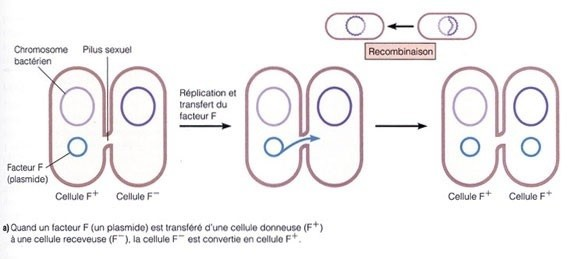 Recombinaison
Chromosome
bactérien
Pilus sexuel
Réplication et
transfert du
facteur F
Facteur F
(plasmide)
Cellule F⁺
Cellule F⁻
Cellule F⁺
Cellule F⁺
a) Quand un facteur F (un plasmide) est transféré d'une cellule donneuse (F⁺)
à une cellule receveuse (F⁻), la cellule F⁻ est convertie en cellule F⁺.